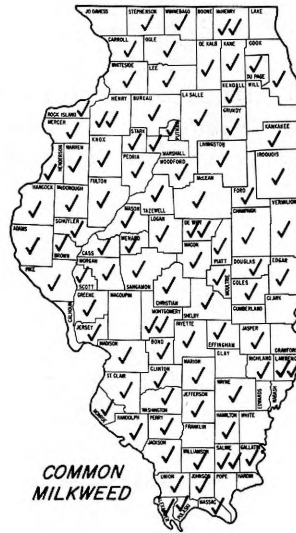 JO DAVIESS STEPHENSON WINNEBAGO BOONE McHENRY LAKE
CARROLL OGLE
DE KALB KANE COOK
WHITESIDE LEE DU PAGE
KENDALL WILL
ROCK ISLAND HENRY BUREAU LA SALLE
MERCER GRUNDY
STARK PUTNAM
KANKAKEE
HENDERSON WARREN KNOX MARSHALL LIVINGSTON
PEORIA WOODFORD IROQUOIS
McLEAN
HANCOCK McDONOUGH FULTON FORD
TAZEWELL CHAMPAIGN VERMILION
MASON LOGAN DE WITT
ADAMS SCHUYLER
MENARD MACON
BROWN CASS PIATT
PIKE MORGAN DOUGLAS EDGAR
SCOTT SANGAMON MOULTRIE COLES
GREENE MACOUPIN CHRISTIAN CLARK
CALHOUN MONTGOMERY SHELBY CUMBERLAND
JERSEY FAYETTE JASPER
EFFINGHAM CRAWFORD
MADISON BOND CLAY
RICHLAND LAWRENCE
CLINTON MARION
ST CLAIR WAYNE
EDWARDS WABASH
WASHINGTON JEFFERSON
MONROE
RANDOLPH PERRY HAMILTON WHITE
FRANKLIN
JACKSON
WILLIAMSON SALINE GALLATIN
UNION JOHNSON POPE HARDIN
PULASKI MASSAC
COMMON
MILKWEED